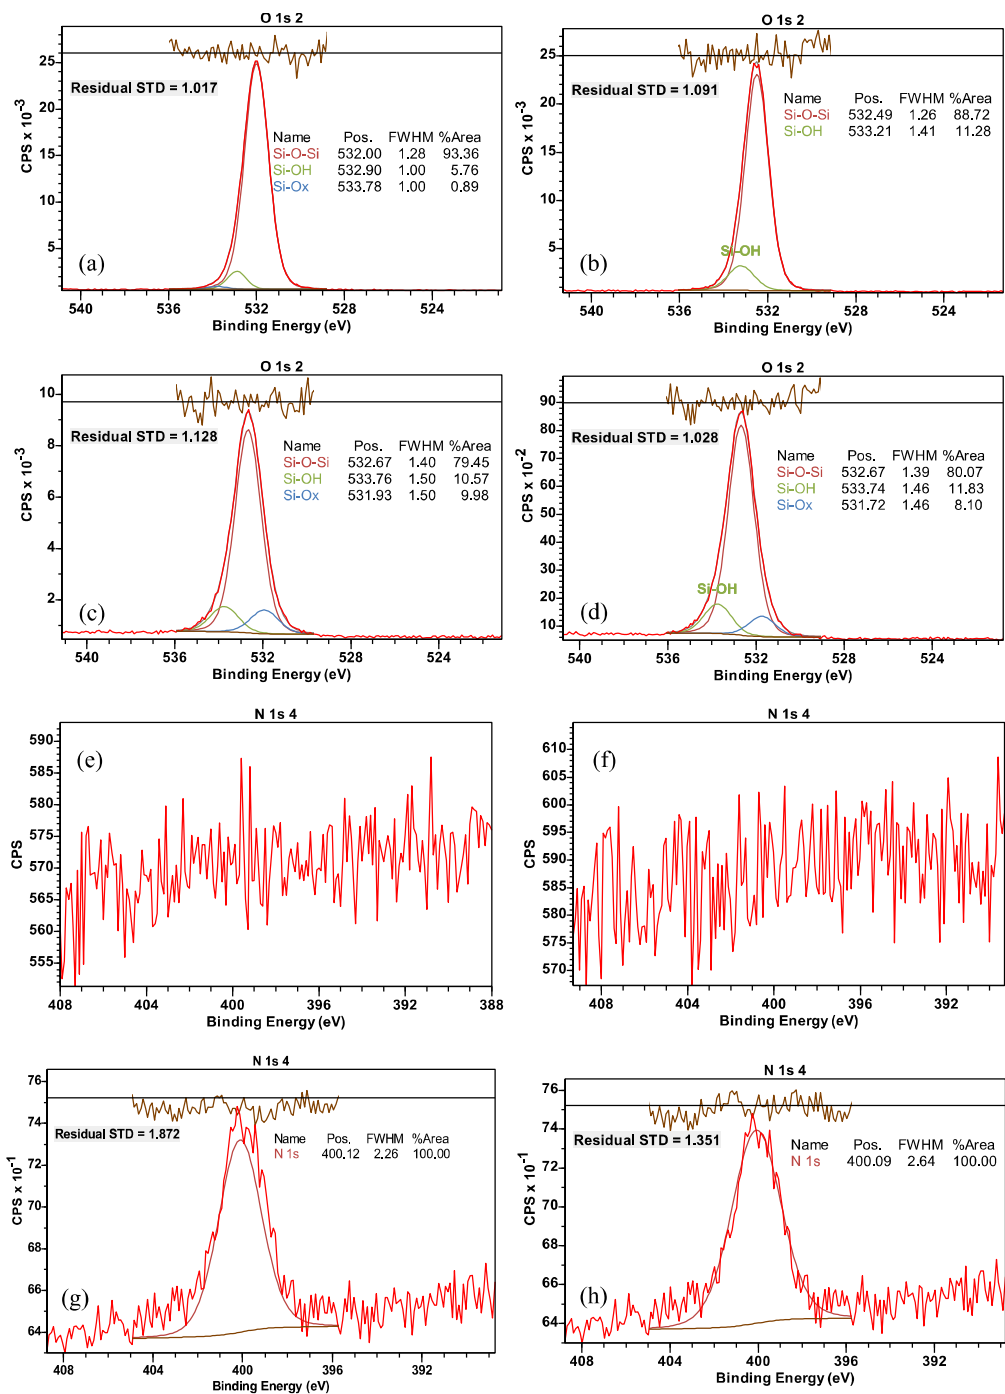 O 1s 2
25
20
15
10
5
CPS x 10⁻³
Residual STD = 1.017
Name Pos. FWHM %Area
Si-O-Si 532.00 1.28 93.36
Si-OH 532.90 1.00 5.76
Si-Ox 533.78 1.00 0.89
(a)
540 536 532 528 524
Binding Energy (eV)
O 1s 2
25
20
15
10
5
CPS x 10⁻³
Residual STD = 1.091
Name Pos. FWHM %Area
Si-O-Si 532.49 1.26 88.72
Si-OH 533.21 1.41 11.28
Si-OH
(b)
540 536 532 528 524
Binding Energy (eV)
O 1s 2
10
8
6
4
2
CPS x 10⁻³
Residual STD = 1.128
Name Pos. FWHM %Area
Si-O-Si 532.67 1.40 79.45
Si-OH 533.76 1.50 10.57
Si-Ox 531.93 1.50 9.98
(c)
540 536 532 528 524
Binding Energy (eV)
O 1s 2
90
80
70
60
50
40
30
20
10
CPS x 10⁻²
Residual STD = 1.028
Name Pos. FWHM %Area
Si-O-Si 532.67 1.39 80.07
Si-OH 533.74 1.46 11.83
Si-Ox 531.72 1.46 8.10
Si-OH
(d)
540 536 532 528 524
Binding Energy (eV)
N 1s 4
590
585
580
575
570
565
560
555
CPS
(e)
408 404 400 396 392 388
Binding Energy (eV)
N 1s 4
615
610
605
600
595
590
585
580
575
570
CPS
(f)
408 404 400 396 392
Binding Energy (eV)
N 1s 4
76
74
72
70
68
66
64
CPS x 10⁻¹
Residual STD = 1.872
Name Pos. FWHM %Area
N 1s 400.12 2.26 100.00
(g)
408 404 400 396 392
Binding Energy (eV)
N 1s 4
76
74
72
70
68
66
64
CPS x 10⁻¹
Residual STD = 1.351
Name Pos. FWHM %Area
N 1s 400.09 2.64 100.00
(h)
408 404 400 396 392
Binding Energy (eV)